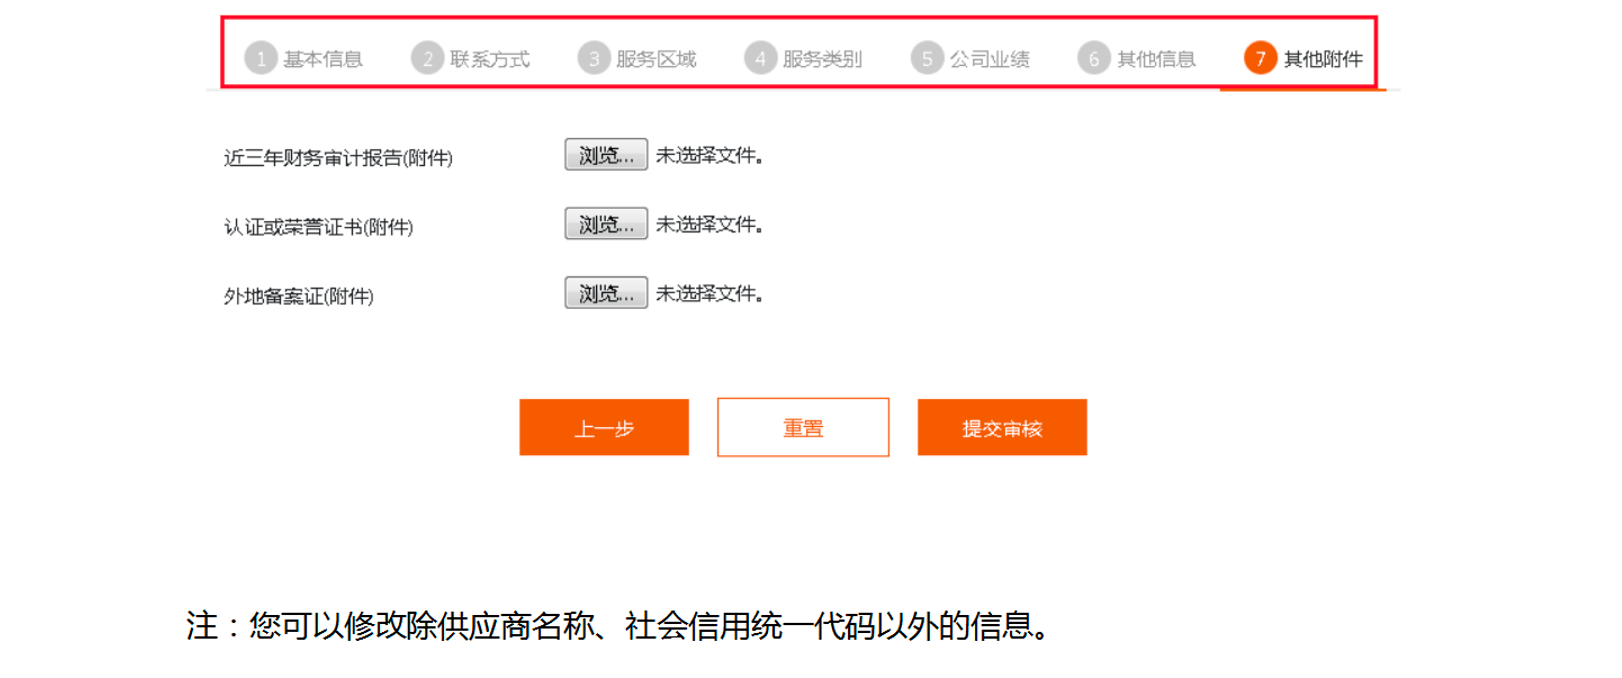 1 基本信息 2 联系方式 3 服务区域 4 服务类别 5 公司业绩 6 其他信息 7 其他附件
近三年财务审计报告(附件) 浏览... 未选择文件。
认证或荣誉证书(附件) 浏览... 未选择文件。
外地备案证(附件) 浏览... 未选择文件。
上一步 重置 提交审核
注：您可以修改除供应商名称、社会信用统一代码以外的信息。